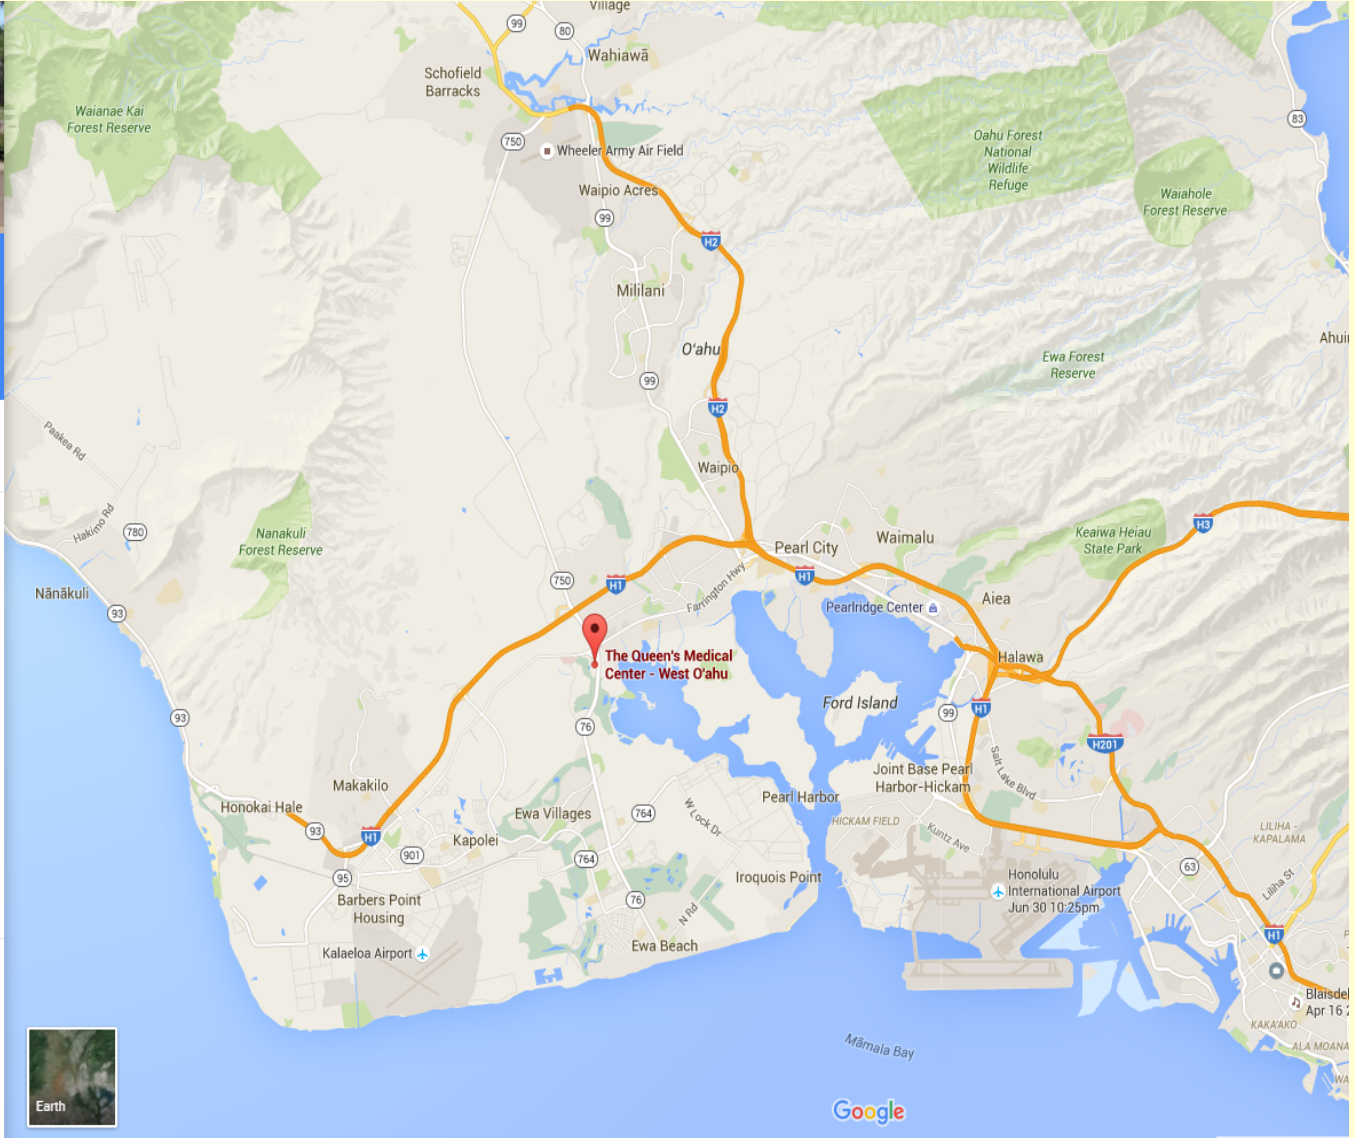 Village
99
80
Wahiawā
Schofield
Barracks
Waianae Kai
Forest Reserve
83
750
Wheeler Army Air Field
Oahu Forest
National
Wildlife
Refuge
Waipio Acres
Waiahole
Forest Reserve
99
H2
Mililani
O'ahu
Ahui
Ewa Forest
Reserve
99
H2
Paakea Rd
Waipio
Hakimo Rd
780
Nanakuli
Forest Reserve
H3
Keaiwa Heiau
State Park
Waimalu
Pearl City
750
H1
H1
Farrington Hwy
Nānākuli
93
Pearlridge Center
Aiea
The Queen's Medical
Center - West O'ahu
Halawa
Ford Island
93
76
99
H1
H201
Salt Lake Blvd
Joint Base Pearl
Harbor-Hickam
Makakilo
Honokai Hale
Pearl Harbor
W Lock Dr
Ewa Villages
764
HICKAM FIELD
Kuntz Ave
LILIHA -
KAPALAMA
93
H1
Kapolei
901
764
63
95
Iroquois Point
Honolulu
International Airport
Jun 30 10:25pm
Liliha St
Barbers Point
Housing
76
N Rd
H1
Ewa Beach
Kalaeloa Airport
Blaisdel
Apr 16 2
KAKA'AKO
ALA MOANA
WA
Māmala Bay
Earth
Google